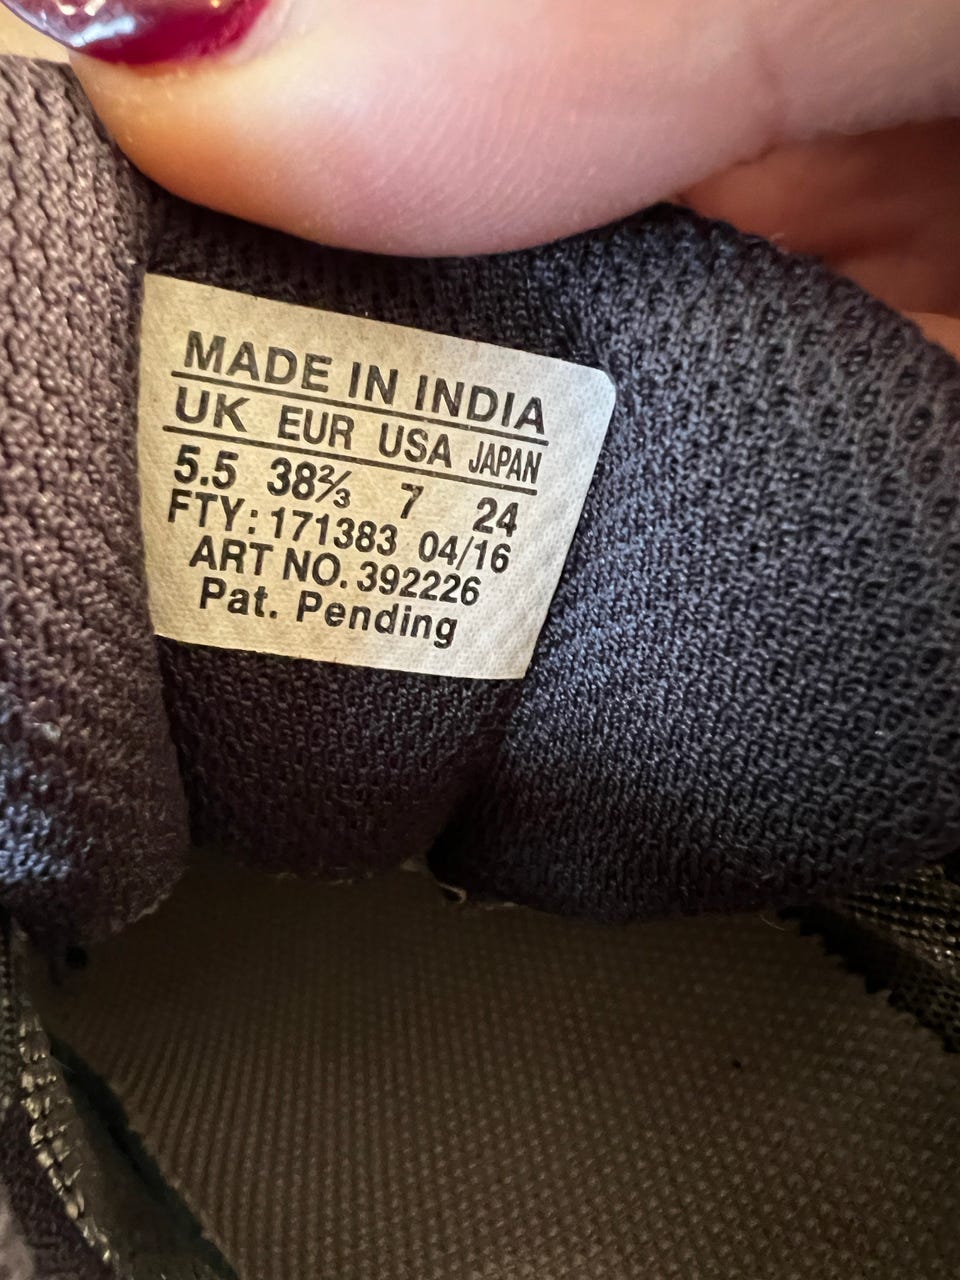 MADE IN INDIA
UK EUR USA JAPAN
5.5 38⅔ 7 24
FTY: 171383 04/16
ART NO. 392226
Pat. Pending